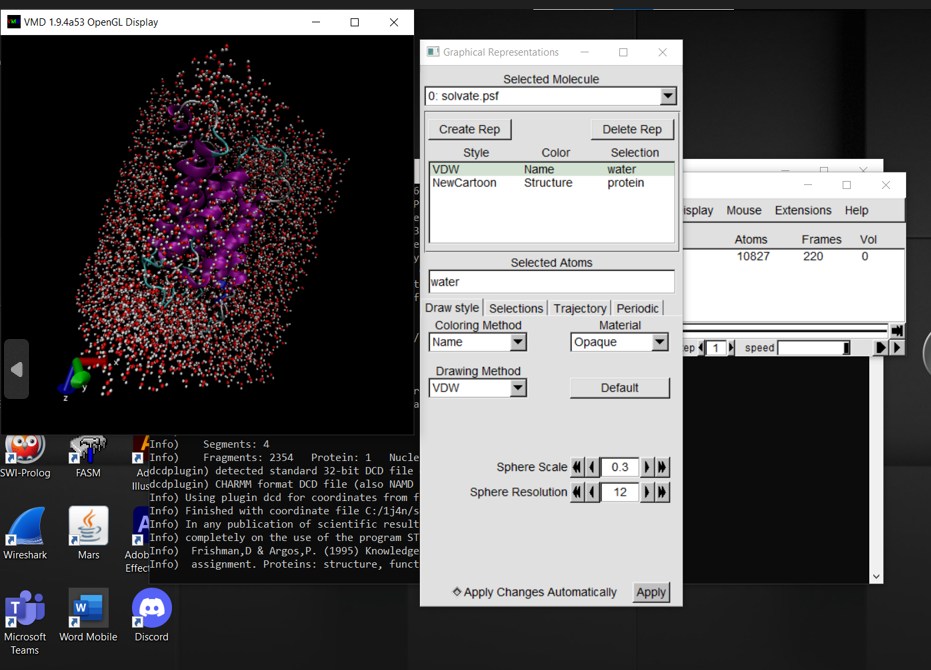 VMD 1.9.4a53 OpenGL Display
y
z
Graphical Representations
Selected Molecule
0: solvate.psf
Create Rep
Delete Rep
Style Color Selection
VDW Name water
NewCartoon Structure protein
Selected Atoms
water
Draw style Selections Trajectory Periodic
Coloring Method Material
Name Opaque
Drawing Method
VDW Default
Sphere Scale 0.3
Sphere Resolution 12
Apply Changes Automatically Apply
isplay Mouse Extensions Help
Atoms Frames Vol
10827 220 0
ep 1 speed
Info) Segments: 4
Info) Fragments: 2354 Protein: 1 Nucle
dcdplugin) detected standard 32-bit DCD file
dcdplugin) CHARMM format DCD file (also NAMD
Info) Using plugin dcd for coordinates from f
Info) Finished with coordinate file C:/1j4n/s
Info) In any publication of scientific result
Info) completely on the use of the program ST
Info) Frishman,D & Argos,P. (1995) Knowledge
Info) assignment. Proteins: structure, funct
SWI-Prolog
FASM
Ad
Illus
Wireshark
Mars
Adob
Effec
Microsoft
Teams
Word Mobile
Discord